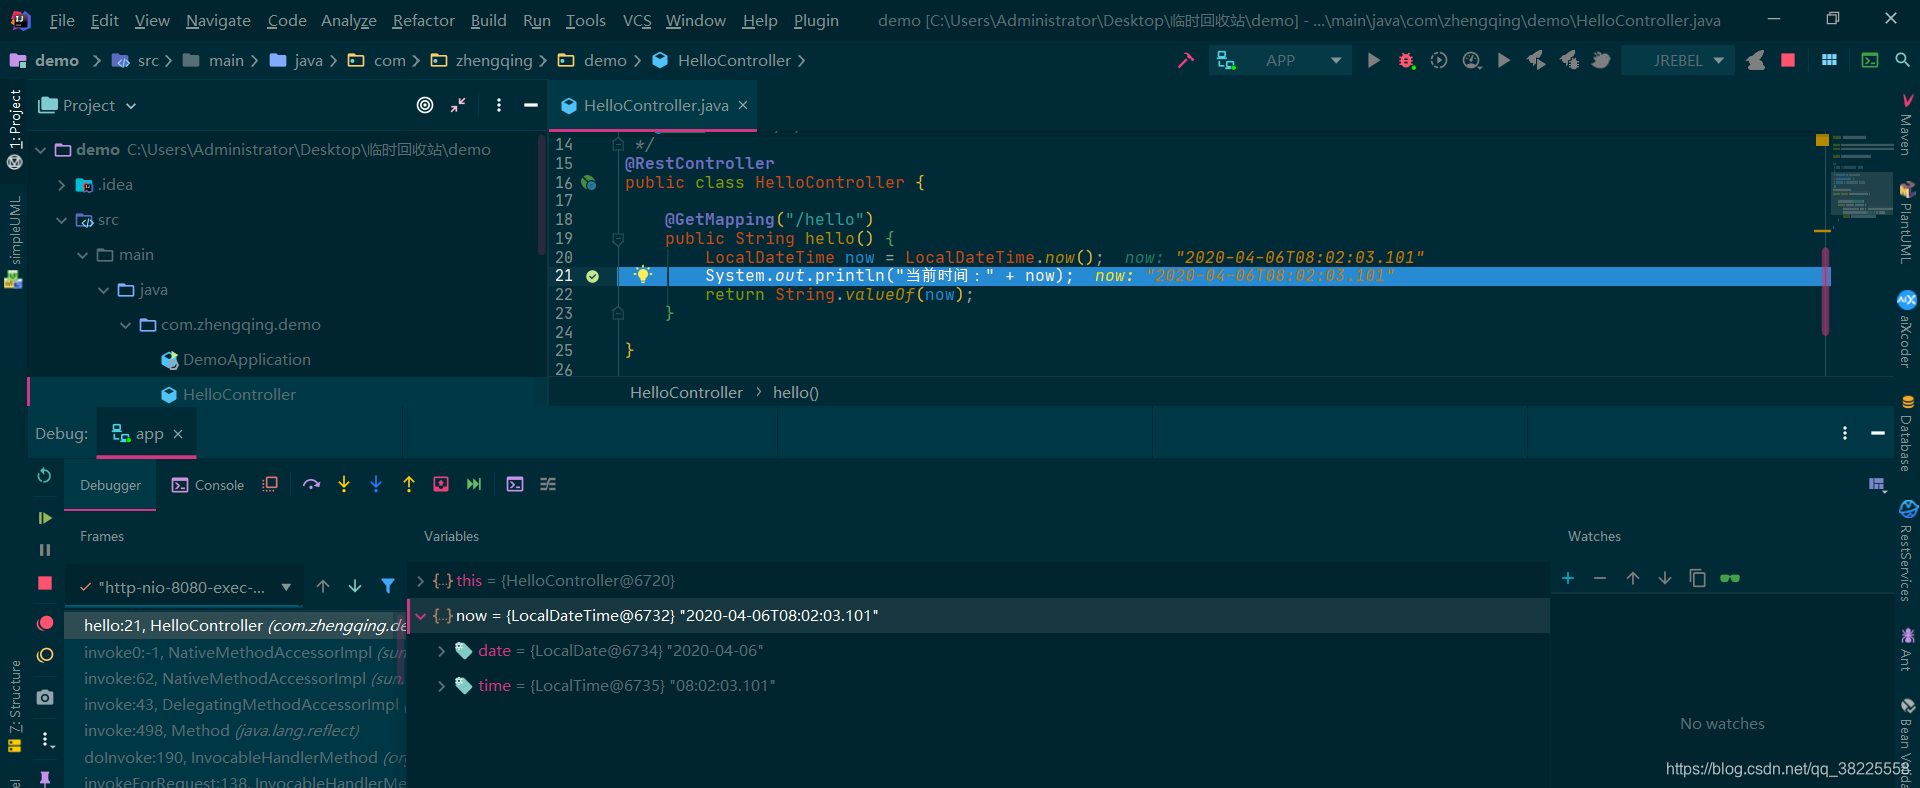 File Edit View Navigate Code Analyze Refactor Build Run Tools VCS Window Help Plugin demo [C:\Users\Administrator\Desktop\临时回收站\demo] - ...\main\java\com\zhengqing\demo\HelloController.java
demo src main java com zhengqing demo HelloController APP JREBEL
1: Project
simpleUML
Z: Structure
Project
demo C:\Users\Administrator\Desktop\临时回收站\demo
.idea
src
main
java
com.zhengqing.demo
DemoApplication
HelloController
HelloController.java
14 */
15 @RestController
16 public class HelloController {
17
18 @GetMapping("/hello")
19 public String hello() {
20 LocalDateTime now = LocalDateTime.now(); now: "2020-04-06T08:02:03.101"
21 System.out.println("当前时间：" + now); now: "2020-04-06T08:02:03.101"
22 return String.valueOf(now);
23 }
24
25 }
26
HelloController hello()
Maven
PlantUML
aiXcoder
Database
RestServices
Ant
Debug: app
Debugger Console
Frames
"http-nio-8080-exec-...
hello:21, HelloController (com.zhengqing.de
invoke0:-1, NativeMethodAccessorImpl (sun
invoke:62, NativeMethodAccessorImpl (sun.
invoke:43, DelegatingMethodAccessorImpl (
invoke:498, Method (java.lang.reflect)
doInvoke:190, InvocableHandlerMethod (or
invokeForRequest:138, InvocableHandlerMe
Variables
this = {HelloController@6720}
now = {LocalDateTime@6732} "2020-04-06T08:02:03.101"
date = {LocalDate@6734} "2020-04-06"
time = {LocalTime@6735} "08:02:03.101"
Watches
No watches
https://blog.csdn.net/qq_38225558